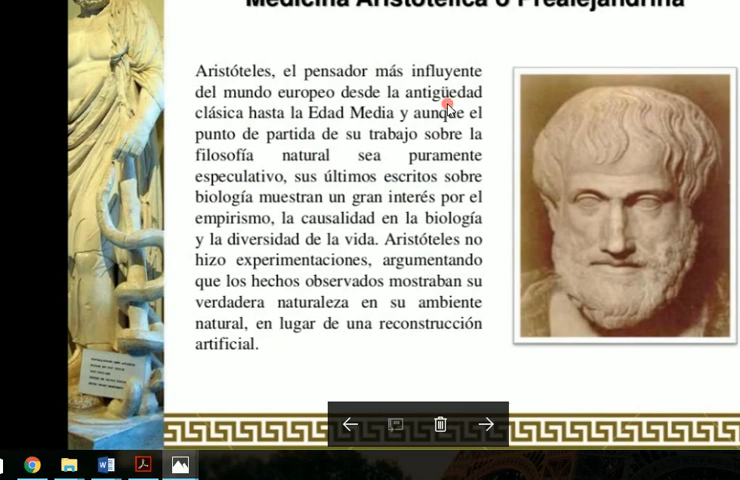 Medicina Aristotélica o Prealejandrina
Aristóteles, el pensador más influyente
del mundo europeo desde la antigüedad
clásica hasta la Edad Media y aunque el
punto de partida de su trabajo sobre la
filosofía natural sea puramente
especulativo, sus últimos escritos sobre
biología muestran un gran interés por el
empirismo, la causalidad en la biología
y la diversidad de la vida. Aristóteles no
hizo experimentaciones, argumentando
que los hechos observados mostraban su
verdadera naturaleza en su ambiente
natural, en lugar de una reconstrucción
artificial.